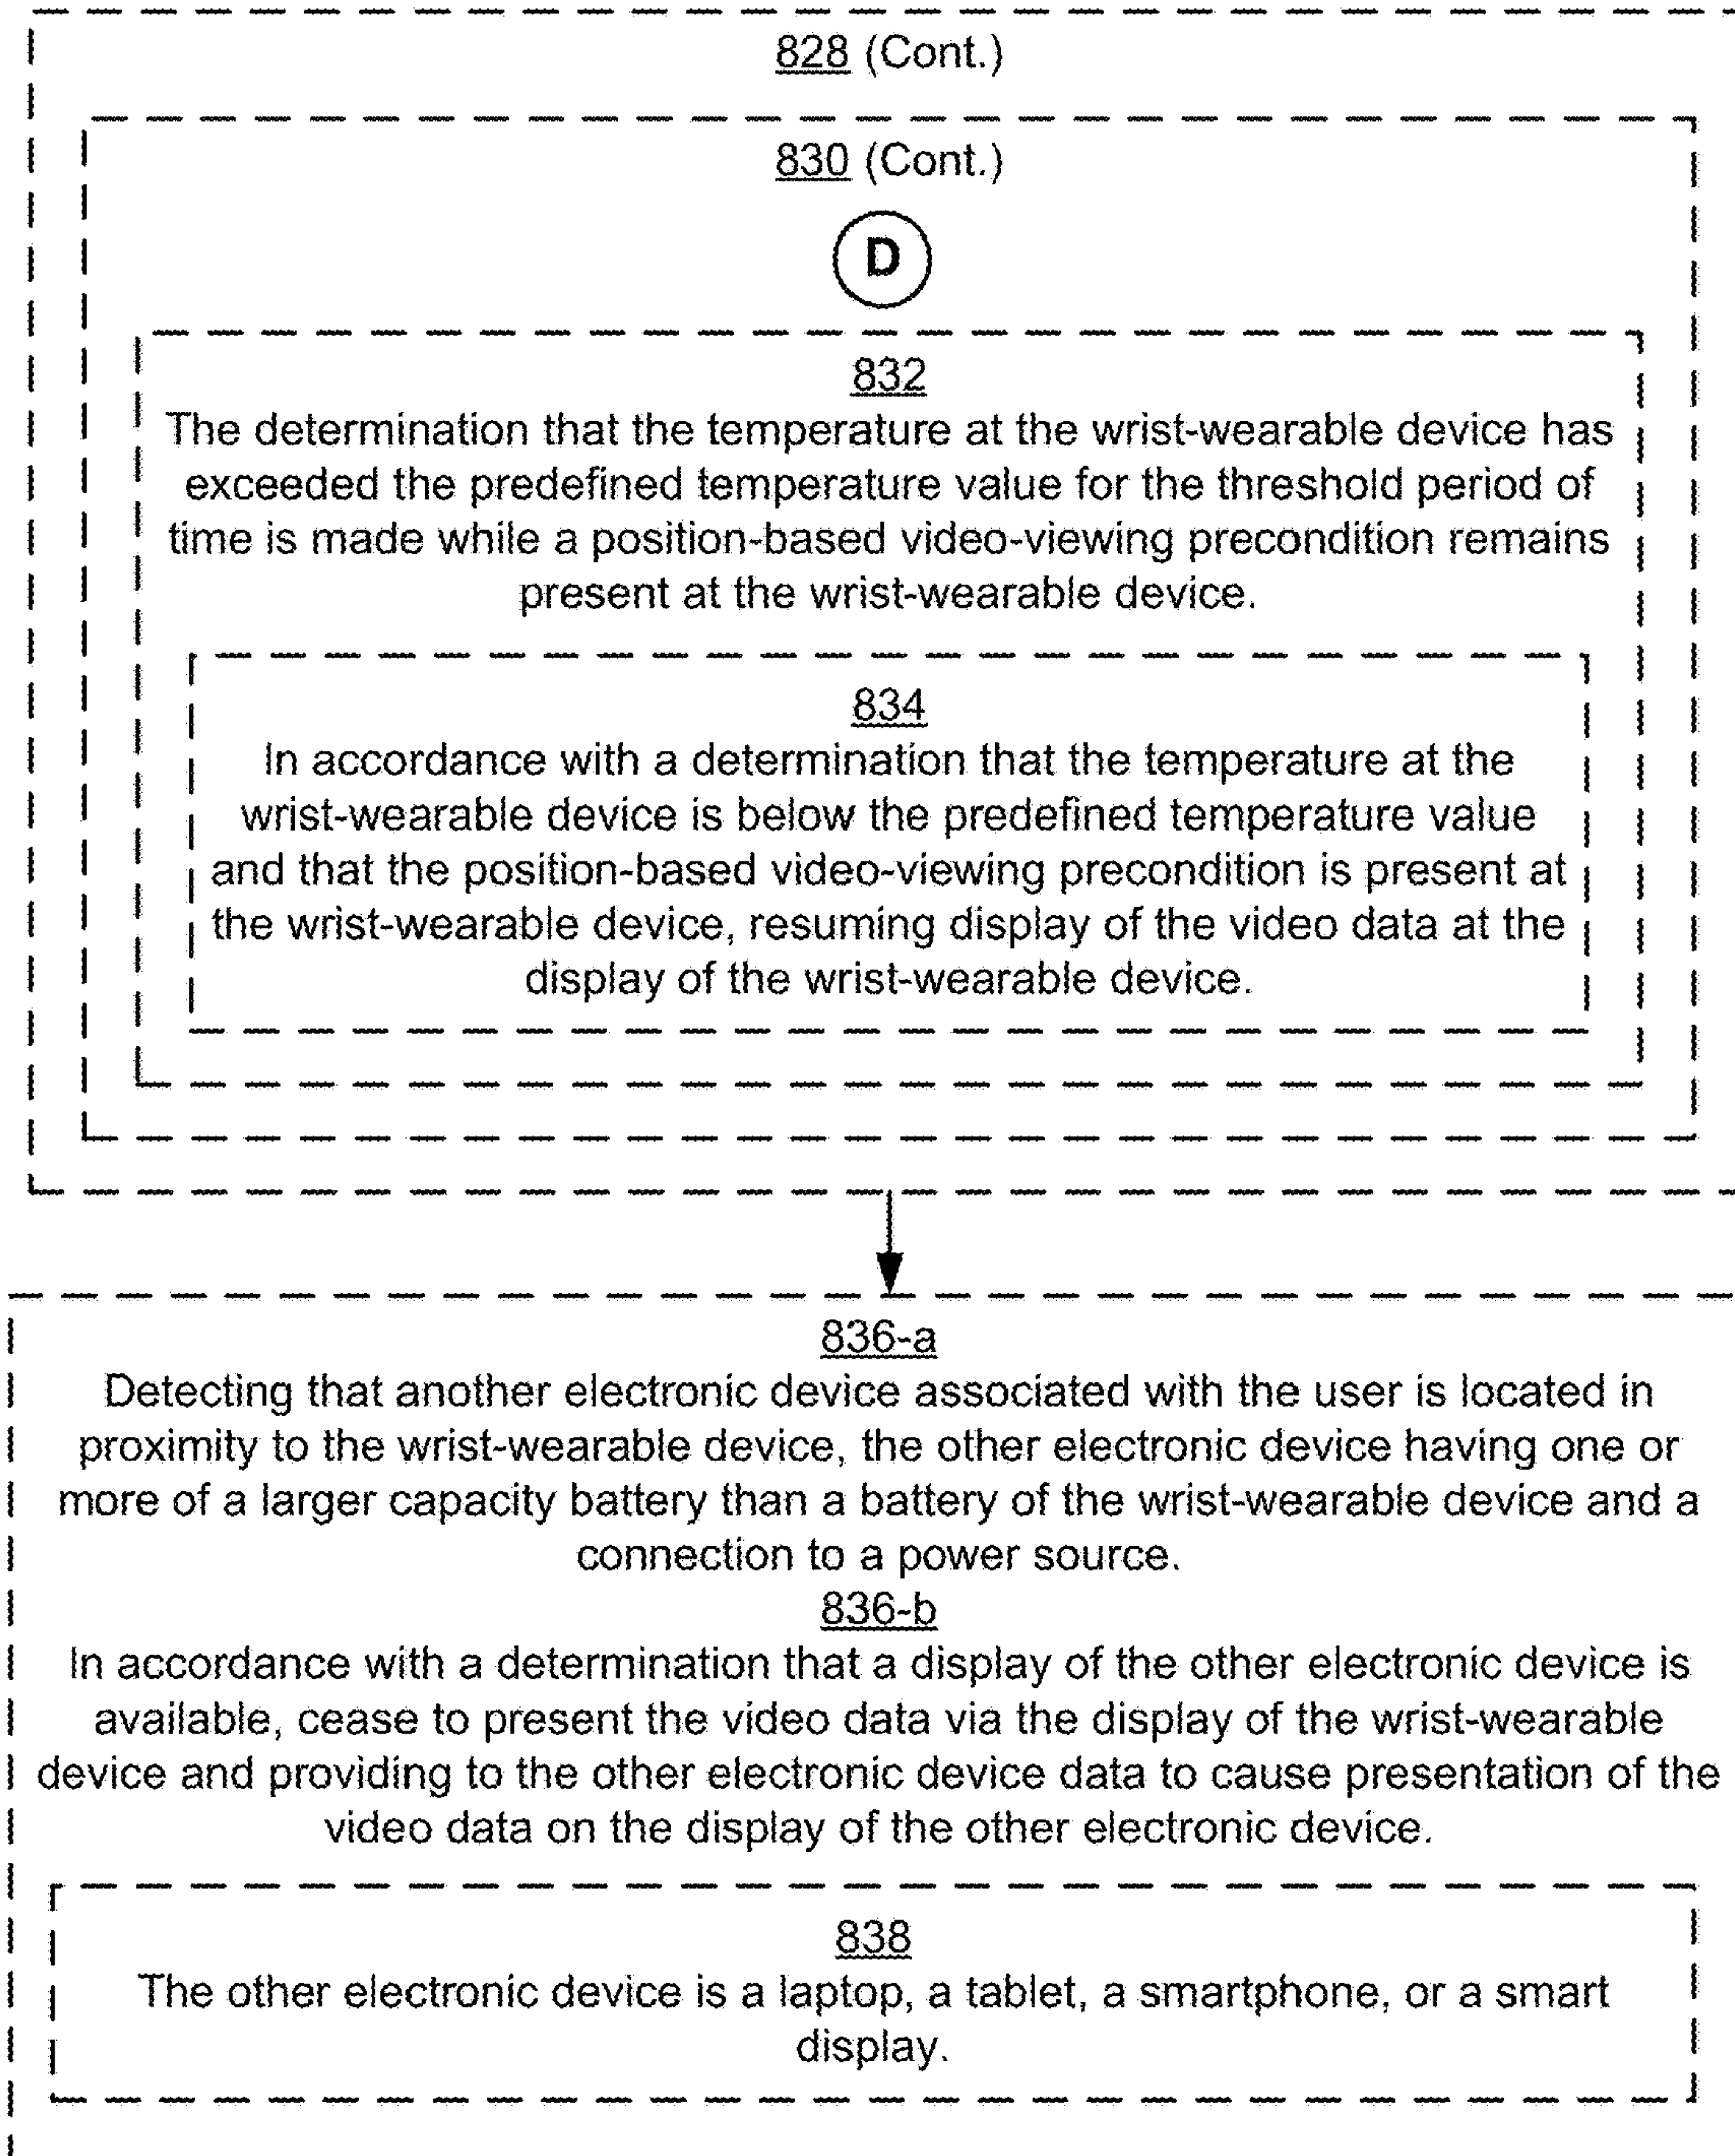 828 (Cont.)
830 (Cont.)
D
832
The determination that the temperature at the wrist-wearable device has
exceeded the predefined temperature value for the threshold period of
time is made while a position-based video-viewing precondition remains
present at the wrist-wearable device.
834
In accordance with a determination that the temperature at the
wrist-wearable device is below the predefined temperature value
and that the position-based video-viewing precondition is present at
the wrist-wearable device, resuming display of the video data at the
display of the wrist-wearable device.
836-a
Detecting that another electronic device associated with the user is located in
proximity to the wrist-wearable device, the other electronic device having one or
more of a larger capacity battery than a battery of the wrist-wearable device and a
connection to a power source.
836-b
In accordance with a determination that a display of the other electronic device is
available, cease to present the video data via the display of the wrist-wearable
device and providing to the other electronic device data to cause presentation of the
video data on the display of the other electronic device.
838
The other electronic device is a laptop, a tablet, a smartphone, or a smart
display.